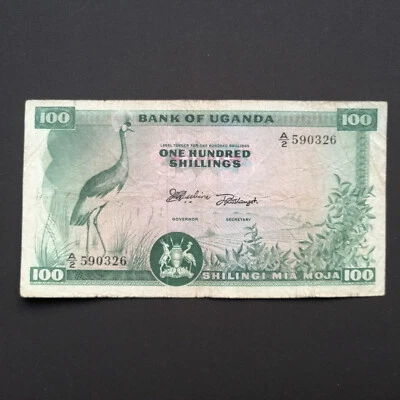 100 BANK OF UGANDA 100
LEGAL TENDER FOR ONE HUNDRED SHILLINGS
A/2 590326
ONE HUNDRED
SHILLINGS
GOVERNOR SECRETARY
A/2 590326
100 SHILINGI MIA MOJA 100